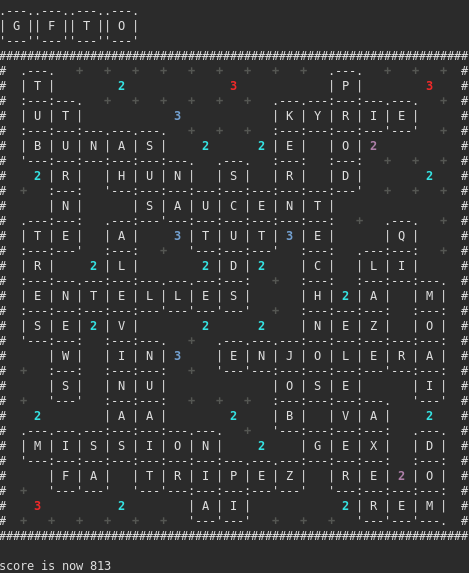 | G || F || T || O |
# | T | 2 3 | P | 3 #
# | U | T | 3 | K | Y | R | I | E | #
# | B | U | N | A | S | 2 2 | E | | O | 2 #
# 2 | R | | H | U | N | | S | | R | | D | 2 #
# | N | | S | A | U | C | E | N | T | #
# | T | E | | A | 3 | T | U | T | 3 | E | | Q | #
# | R | 2 | L | 2 | D | 2 | C | | L | I | #
# | E | N | T | E | L | L | E | S | | H | 2 | A | | M | #
# | S | E | 2 | V | 2 2 | N | E | Z | | O | #
# | W | | I | N | 3 | E | N | J | O | L | E | R | A | #
# | S | | N | U | | O | S | E | | I | #
# 2 | A | A | 2 | B | | V | A | 2 #
# | M | I | S | S | I | O | N | 2 | G | E | X | | D | #
# | F | A | | T | R | I | P | E | Z | | R | E | 2 | O | #
# 3 2 | A | I | 2 | R | E | M | #
score is now 813